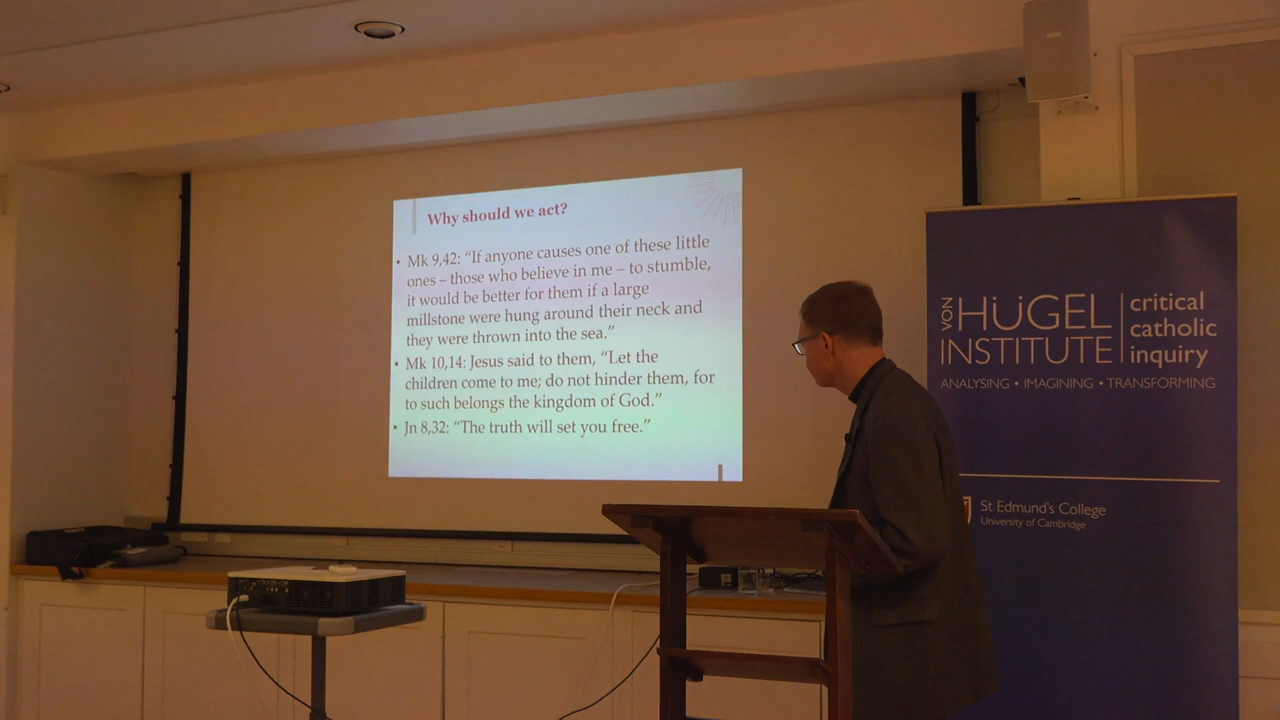 Why should we act?
• Mk 9,42: “If anyone causes one of these little
ones – those who believe in me – to stumble,
it would be better for them if a large
millstone were hung around their neck and
they were thrown into the sea.”
• Mk 10,14: Jesus said to them, “Let the
children come to me; do not hinder them, for
to such belongs the kingdom of God.”
• Jn 8,32: “The truth will set you free.”
VON HÜGEL
INSTITUTE
critical
catholic
inquiry
ANALYSING • IMAGINING • TRANSFORMING
St Edmund's College
University of Cambridge